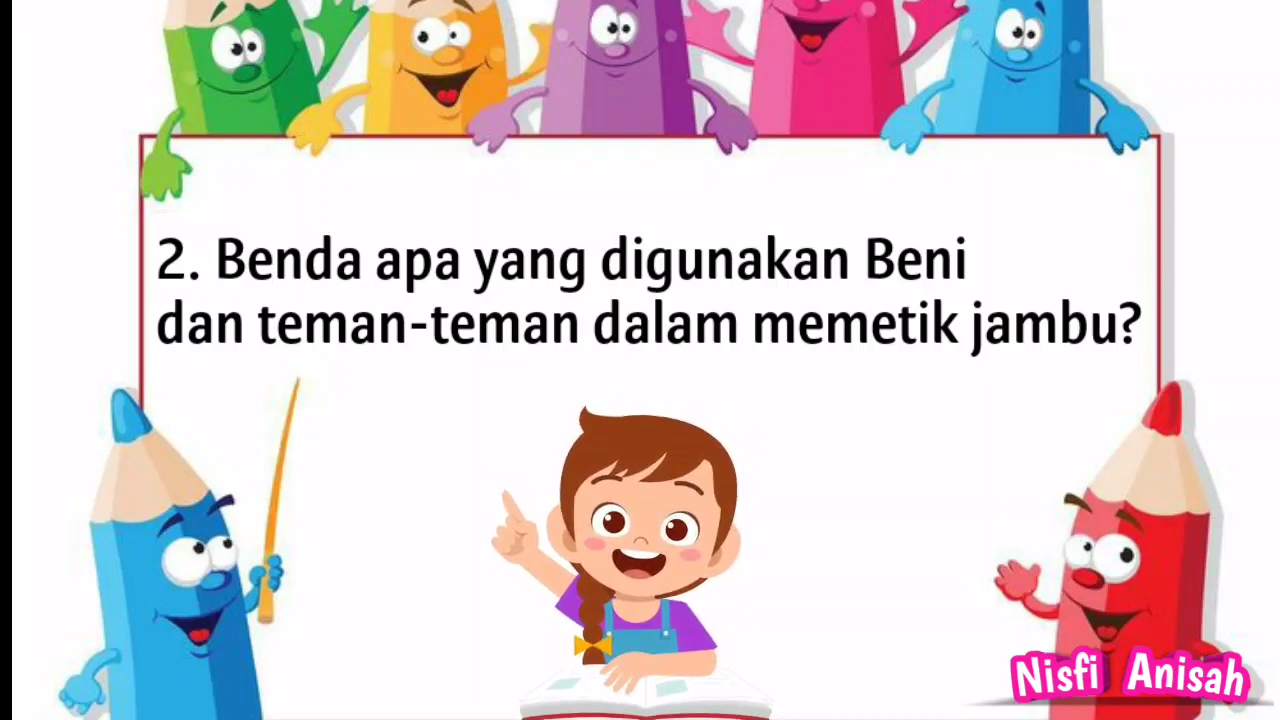 2. Benda apa yang digunakan Beni
dan teman-teman dalam memetik jambu?
Nisfi Anisah